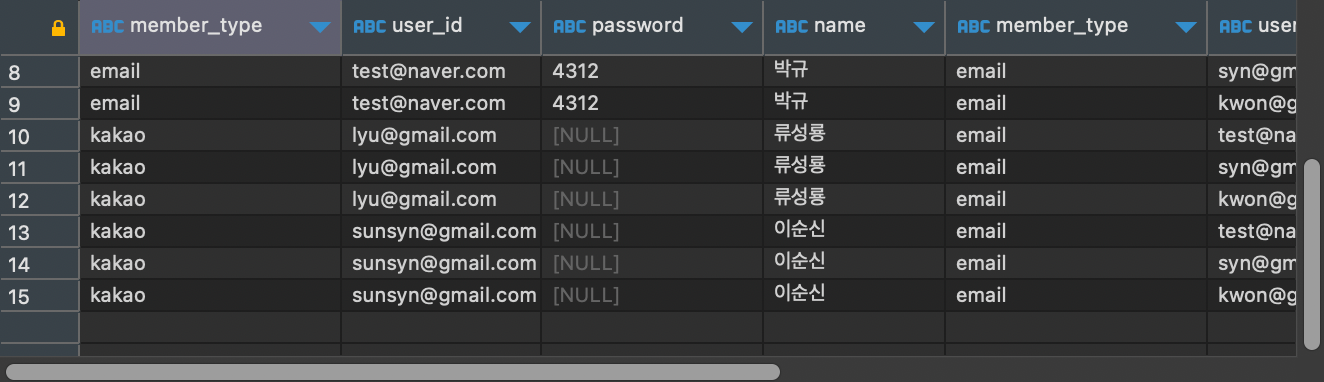 ABC member_type ABC user_id ABC password ABC name ABC member_type ABC user
8 email test@naver.com 4312 박규 email syn@gm
9 email test@naver.com 4312 박규 email kwon@g
10 kakao lyu@gmail.com [NULL] 류성룡 email test@na
11 kakao lyu@gmail.com [NULL] 류성룡 email syn@gm
12 kakao lyu@gmail.com [NULL] 류성룡 email kwon@g
13 kakao sunsyn@gmail.com [NULL] 이순신 email test@na
14 kakao sunsyn@gmail.com [NULL] 이순신 email syn@gm
15 kakao sunsyn@gmail.com [NULL] 이순신 email kwon@g